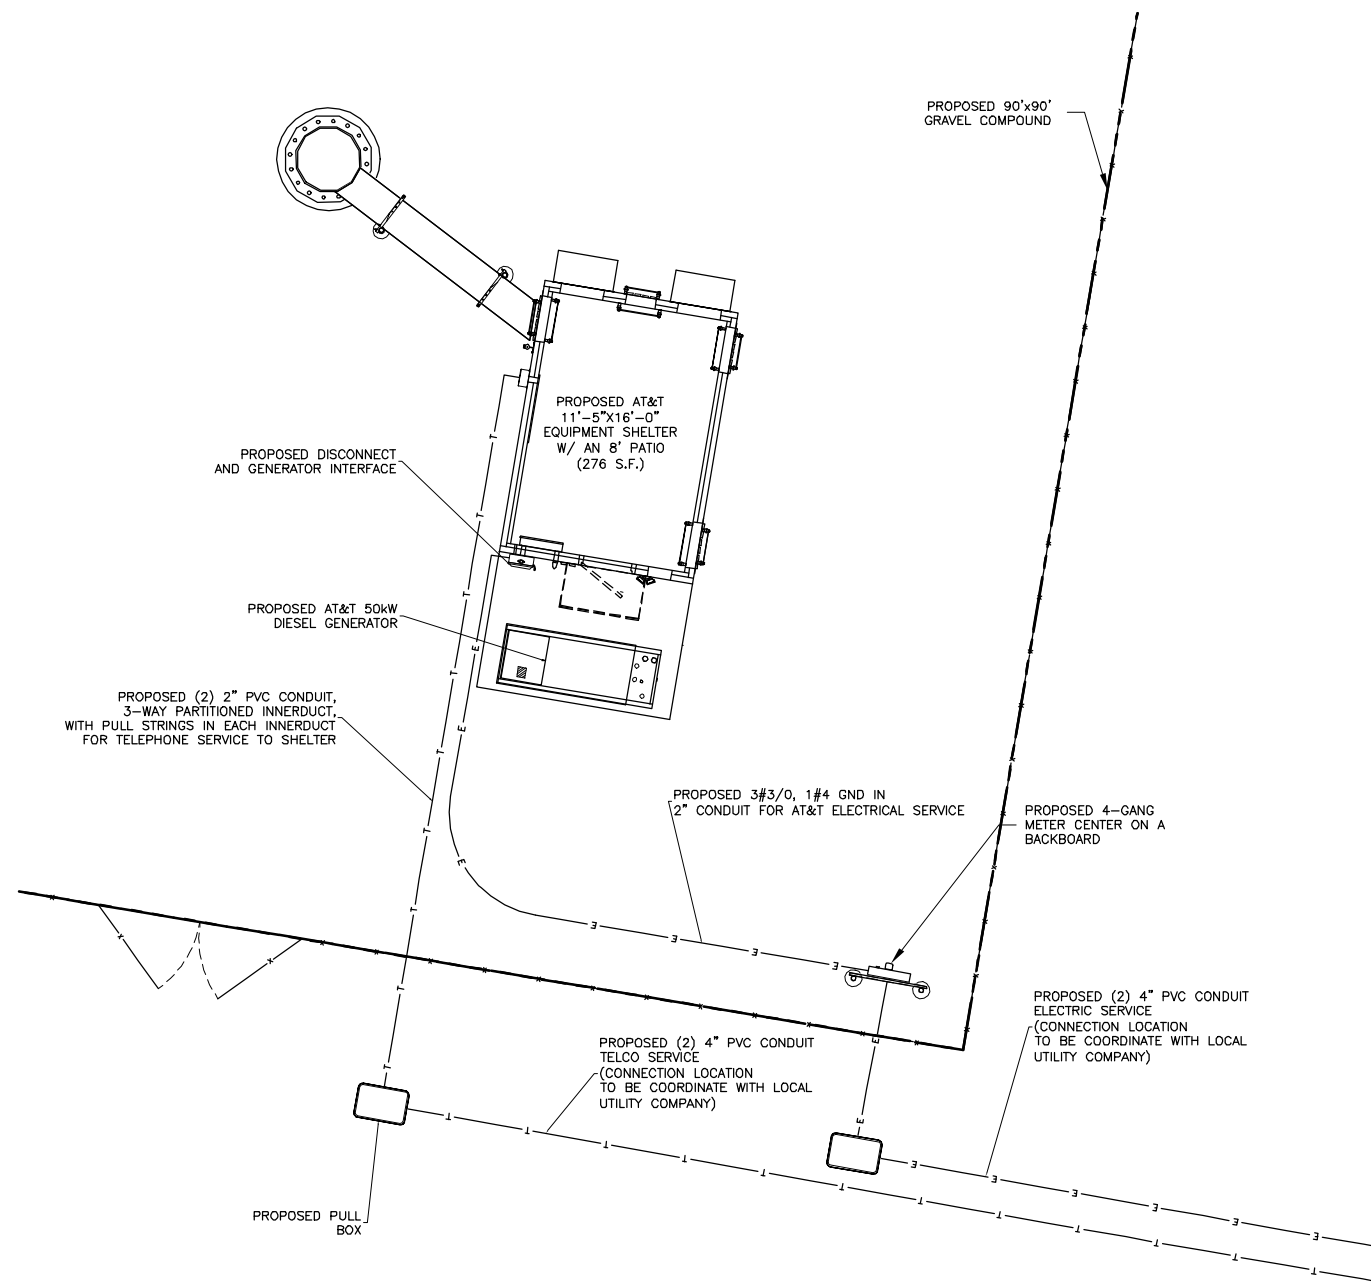 PROPOSED 90'x90'
GRAVEL COMPOUND
PROPOSED AT&T
11'-5"X16'-0"
EQUIPMENT SHELTER
W/ AN 8' PATIO
(276 S.F.)
PROPOSED DISCONNECT
AND GENERATOR INTERFACE
PROPOSED AT&T 50kW
DIESEL GENERATOR
PROPOSED (2) 2" PVC CONDUIT,
3-WAY PARTITIONED INNERDUCT,
WITH PULL STRINGS IN EACH INNERDUCT
FOR TELEPHONE SERVICE TO SHELTER
PROPOSED 3#3/0, 1#4 GND IN
2" CONDUIT FOR AT&T ELECTRICAL SERVICE
PROPOSED 4-GANG
METER CENTER ON A
BACKBOARD
PROPOSED (2) 4" PVC CONDUIT
ELECTRIC SERVICE
(CONNECTION LOCATION
TO BE COORDINATE WITH LOCAL
UTILITY COMPANY)
PROPOSED (2) 4" PVC CONDUIT
TELCO SERVICE
(CONNECTION LOCATION
TO BE COORDINATE WITH LOCAL
UTILITY COMPANY)
PROPOSED PULL
BOX